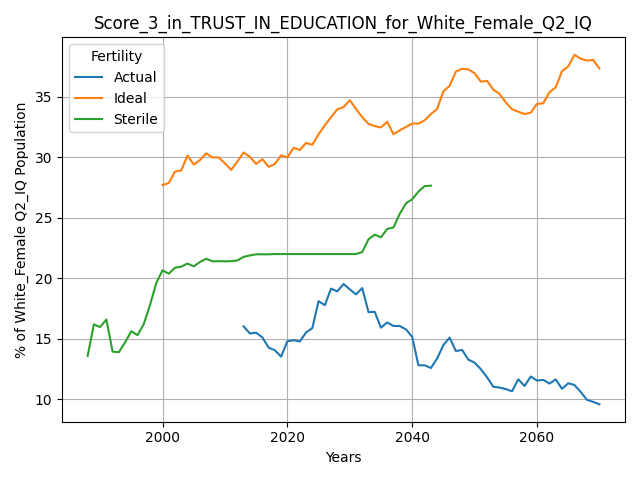 Score_3_in_TRUST_IN_EDUCATION_for_White_Female_Q2_IQ
Fertility
Actual
Ideal
Sterile
% of White_Female Q2_IQ Population
35
30
25
20
15
10
2000
2020
2040
2060
Years